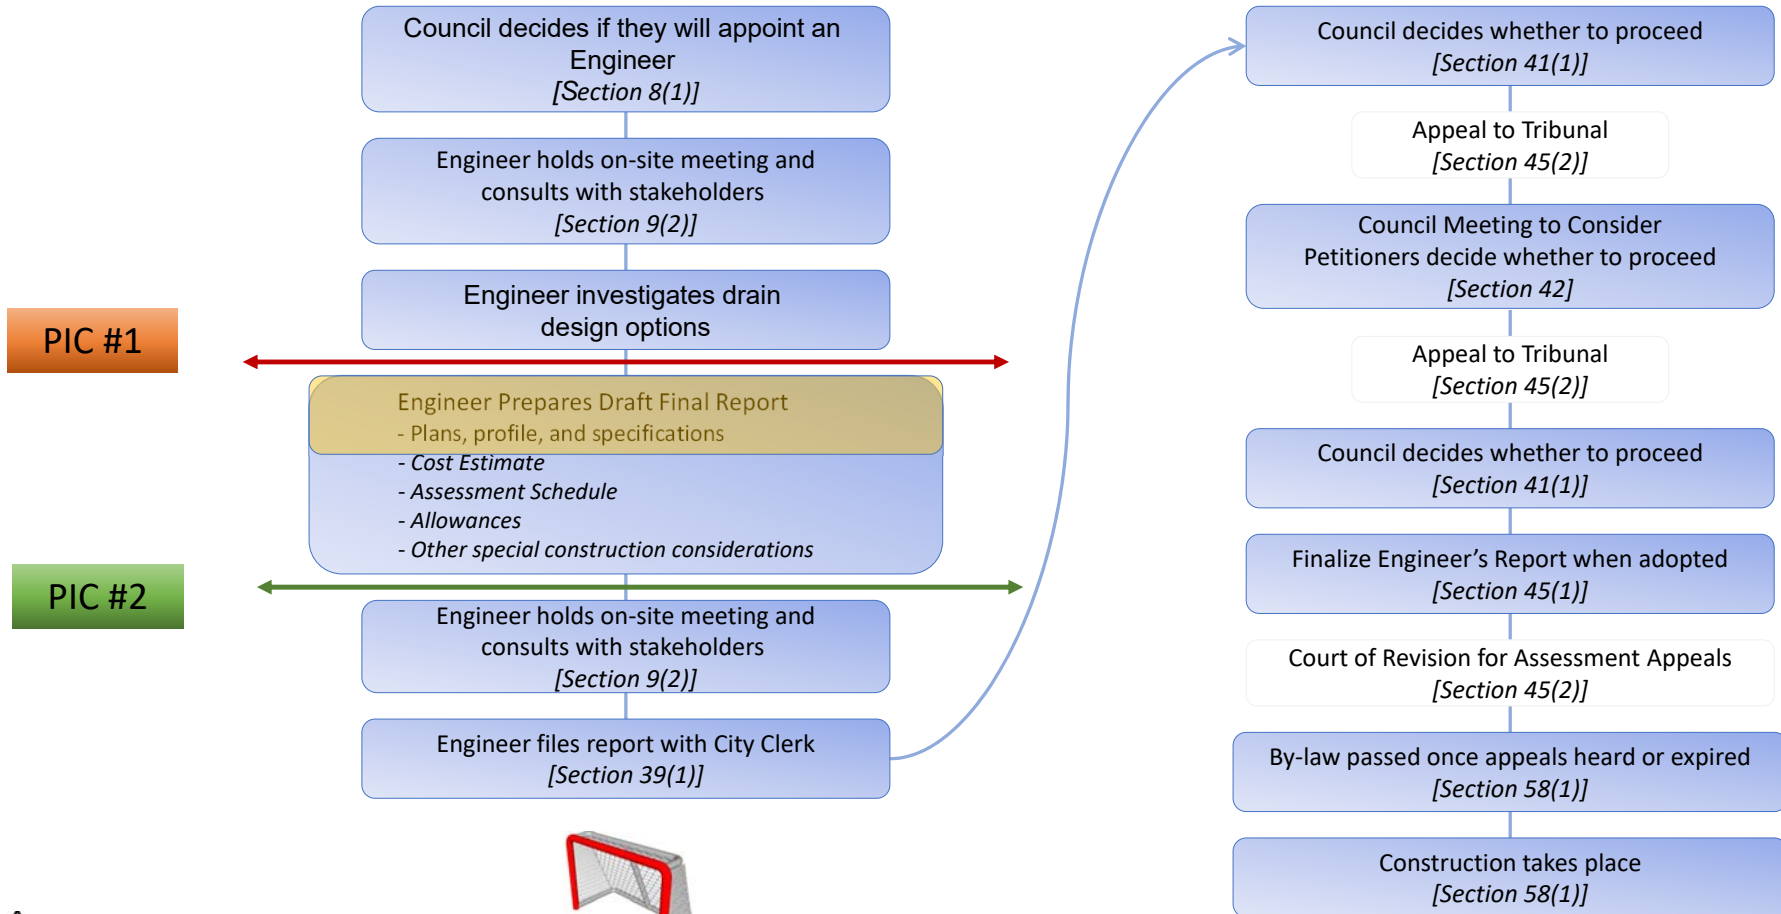 Council decides if they will appoint an
Engineer
[Section 8(1)]
Engineer holds on-site meeting and
consults with stakeholders
[Section 9(2)]
Engineer investigates drain
design options
PIC #1
Engineer Prepares Draft Final Report
- Plans, profile, and specifications
- Cost Estimate
- Assessment Schedule
- Allowances
- Other special construction considerations
PIC #2
Engineer holds on-site meeting and
consults with stakeholders
[Section 9(2)]
Engineer files report with City Clerk
[Section 39(1)]
Council decides whether to proceed
[Section 41(1)]
Appeal to Tribunal
[Section 45(2)]
Council Meeting to Consider
Petitioners decide whether to proceed
[Section 42]
Appeal to Tribunal
[Section 45(2)]
Council decides whether to proceed
[Section 41(1)]
Finalize Engineer’s Report when adopted
[Section 45(1)]
Court of Revision for Assessment Appeals
[Section 45(2)]
By-law passed once appeals heard or expired
[Section 58(1)]
Construction takes place
[Section 58(1)]